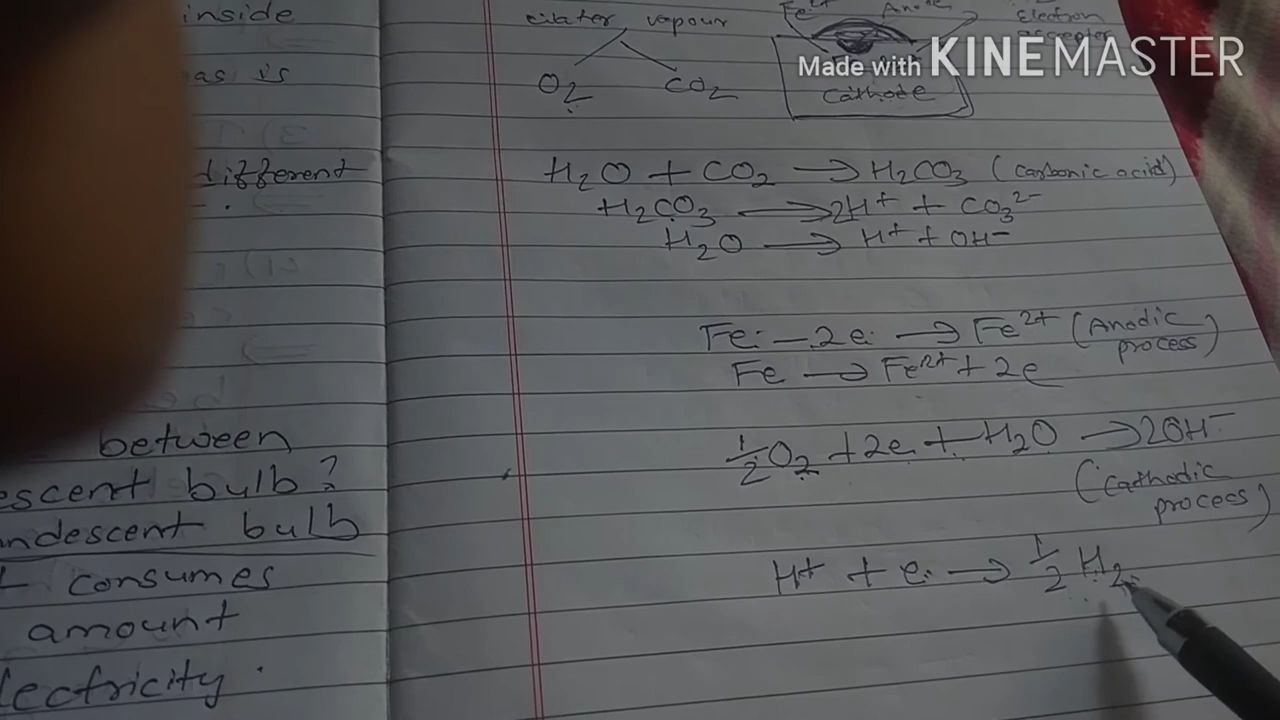 inside
as is
different
between
escent bulb?
ndescent bulb
consumes
amount
lectricity.
water vapour
O2 CO2
Fe2+ Anode Electron
Cathode
Made with KINEMASTER
H2O + CO2 → H2CO3 (Carbonic acid)
H2CO3 → 2H+ + CO3 2-
H2O → H+ + OH-
Fe - 2e → Fe2+ (Anodic
process)
Fe → Fe2+ + 2e
1/2 O2 + 2e + H2O → 2OH-
(Cathodic
process)
H+ + e → 1/2 H2